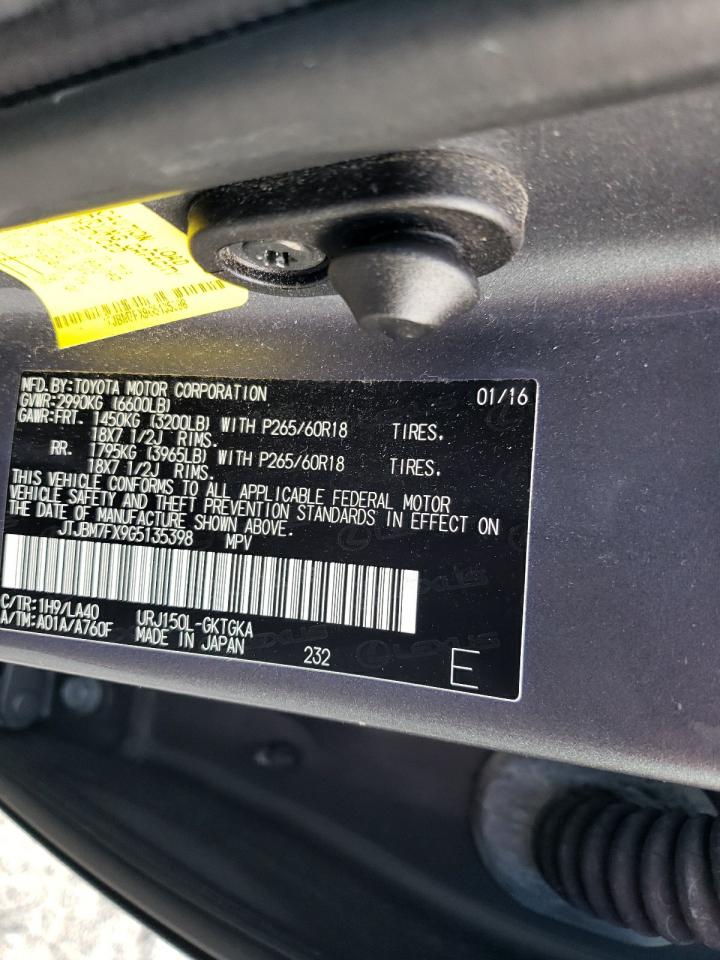 MFD.BY:TOYOTA MOTOR CORPORATION 01/16
GVWR:2990KG (6600LB)
GAWR:FRT. 1450KG (3200LB) WITH P265/60R18 TIRES.
18X7 1/2J RIMS.
RR. 1795KG (3965LB) WITH P265/60R18 TIRES.
18X7 1/2J RIMS.
THIS VEHICLE CONFORMS TO ALL APPLICABLE FEDERAL MOTOR
VEHICLE SAFETY AND THEFT PREVENTION STANDARDS IN EFFECT ON
THE DATE OF MANUFACTURE SHOWN ABOVE.
JTJBM7FX9G5135398 MPV
C/TR:1H9/LA40 URJ150L-GKTGKA
A/TM:A01A/A760F MADE IN JAPAN
232 E
LEXUS